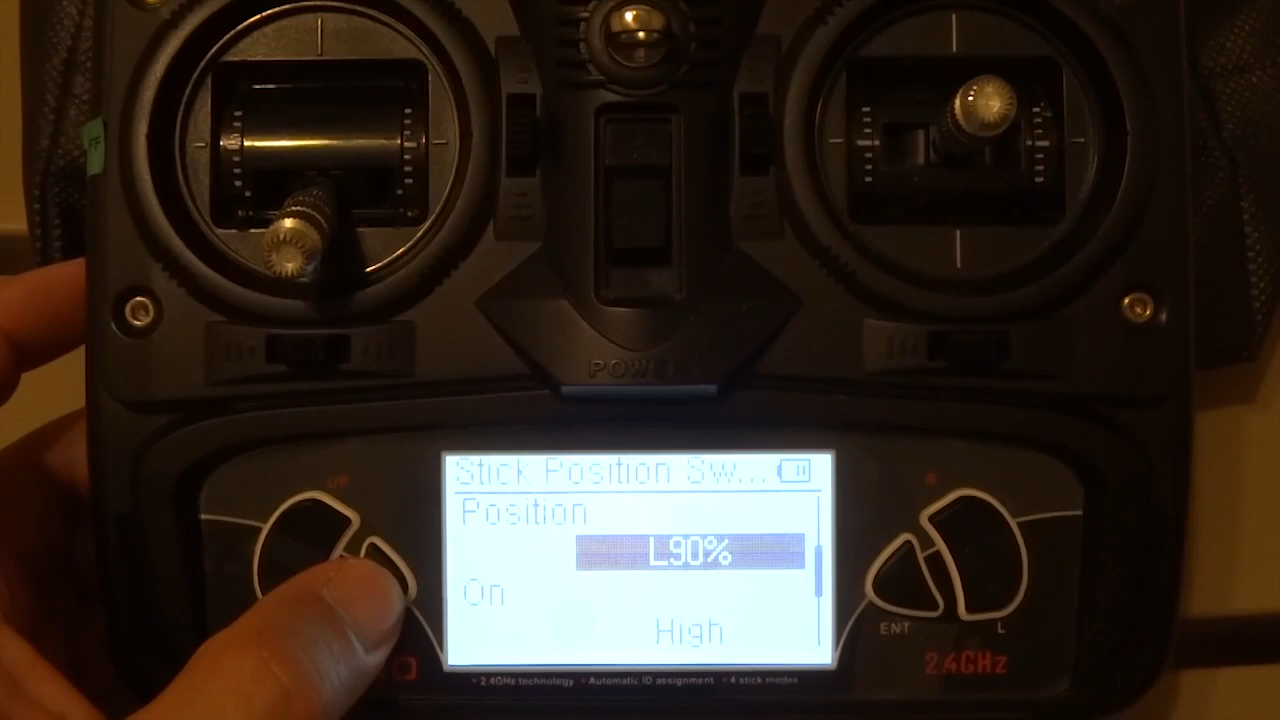 FF
POWER
UP
R
Stick Position Sw...
Position
L90%
On
High
ENT
L
2.4GHz
2.4GHz technology Automatic ID assignment 4 stick modes